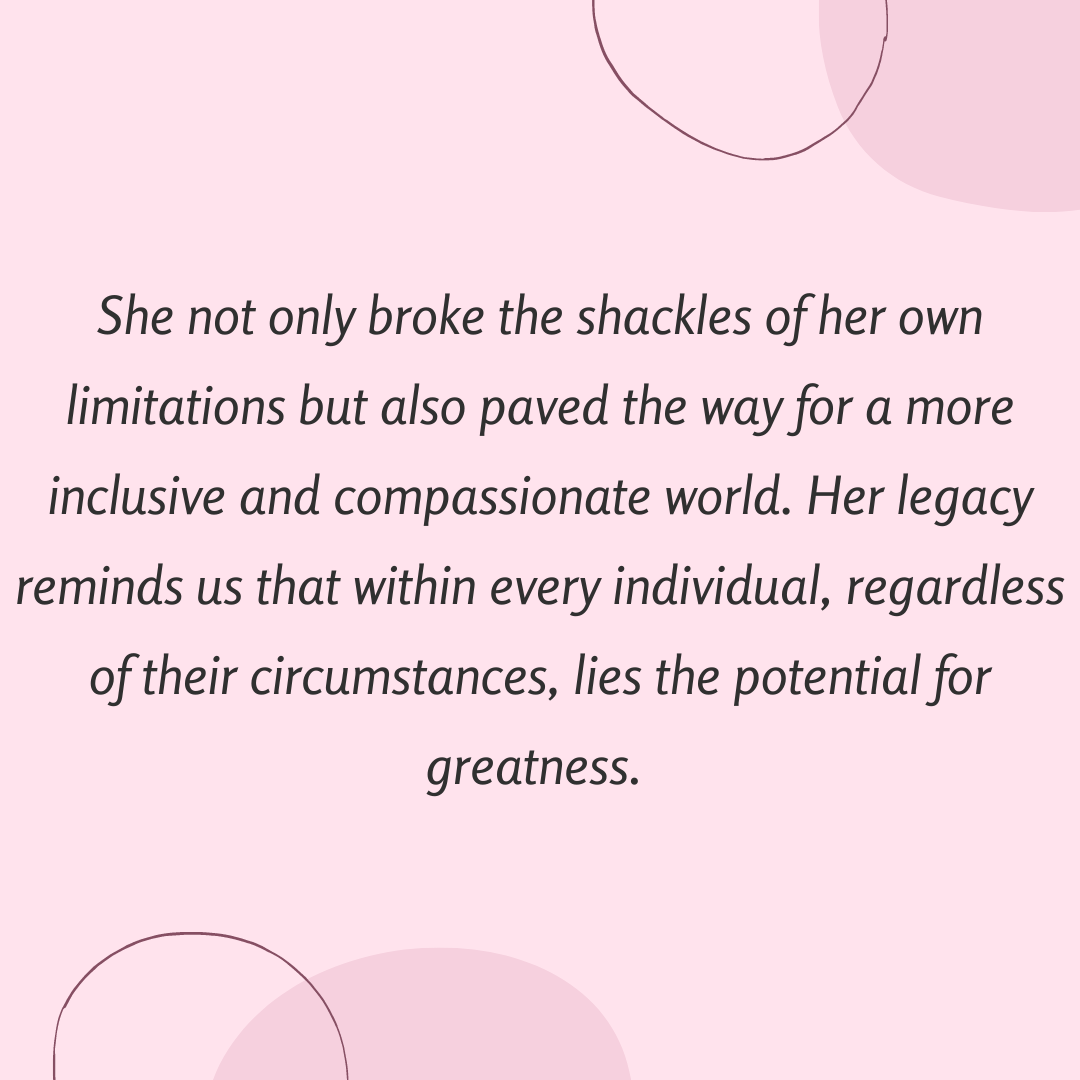 She not only broke the shackles of her own
limitations but also paved the way for a more
inclusive and compassionate world. Her legacy
reminds us that within every individual, regardless
of their circumstances, lies the potential for
greatness.